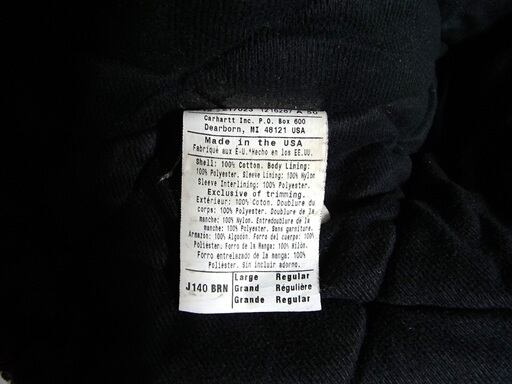 Carhartt Inc. P.O. Box 600
Dearborn, MI 48121 USA
Made in the USA
Fabriqué aux E-U.*Hecho en los EE.UU.
Shell: 100% Cotton. Body Lining:
100% Polyester. Sleeve Lining: 100% Nylon
Sleeve Interlining: 100% Polyester.
Exclusive of trimming.
Extérieur: 100% Coton. Doublure du
corps: 100% Polyester. Doublure de la
manche: 100% Nylon. Entredoublure de la
manche: 100% Polyester. Sans garniture.
Armazon: 100% Algodon. Forro del cuerpo: 100%
Poliéster. Forro de la Manga: 100% Nilón.
Forro entrelazado de la manga: 100%
Poliéster. Sin incluir adorno.
J140 BRN
Large Regular
Grand Régulière
Grande Regular